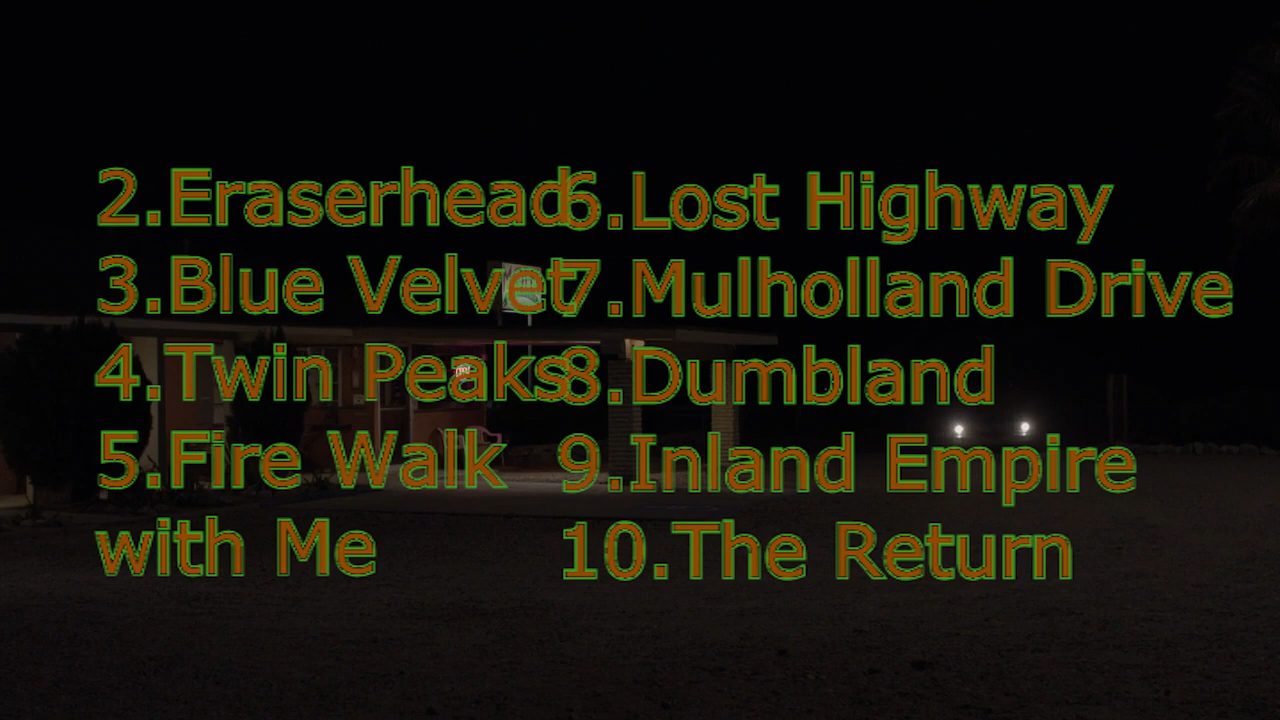 2.Eraserhead
3.Blue Velvet
4.Twin Peaks
5.Fire Walk
with Me
6.Lost Highway
7.Mulholland Drive
8.Dumbland
9.Inland Empire
10.The Return